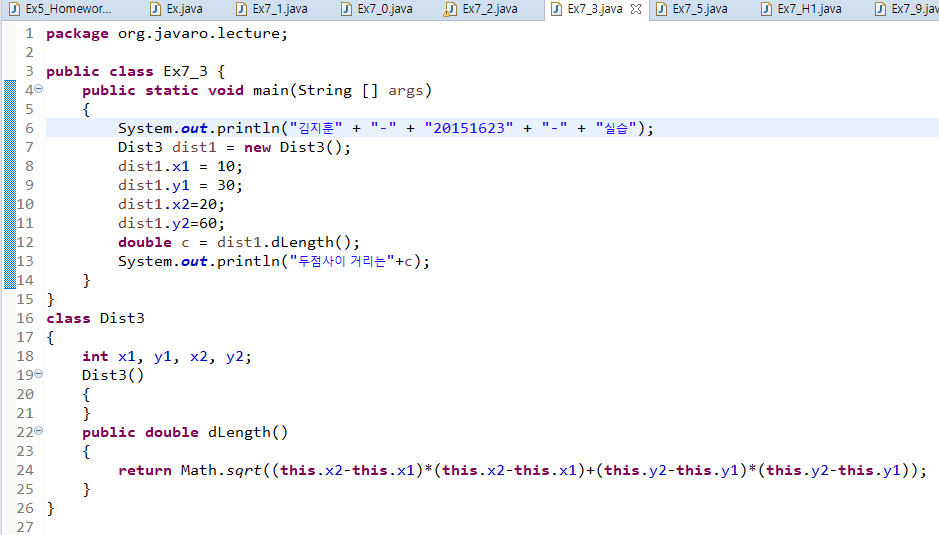 Ex5_Homewor... Ex.java Ex7_1.java Ex7_0.java Ex7_2.java Ex7_3.java Ex7_5.java Ex7_H1.java Ex7_9.jav
1 package org.javaro.lecture;
2
3 public class Ex7_3 {
4 public static void main(String [] args)
5 {
6 System.out.println("김지훈" + "-" + "20151623" + "-" + "실습");
7 Dist3 dist1 = new Dist3();
8 dist1.x1 = 10;
9 dist1.y1 = 30;
10 dist1.x2=20;
11 dist1.y2=60;
12 double c = dist1.dLength();
13 System.out.println("두점사이 거리는"+c);
14 }
15 }
16 class Dist3
17 {
18 int x1, y1, x2, y2;
19 Dist3()
20 {
21 }
22 public double dLength()
23 {
24 return Math.sqrt((this.x2-this.x1)*(this.x2-this.x1)+(this.y2-this.y1)*(this.y2-this.y1));
25 }
26 }
27